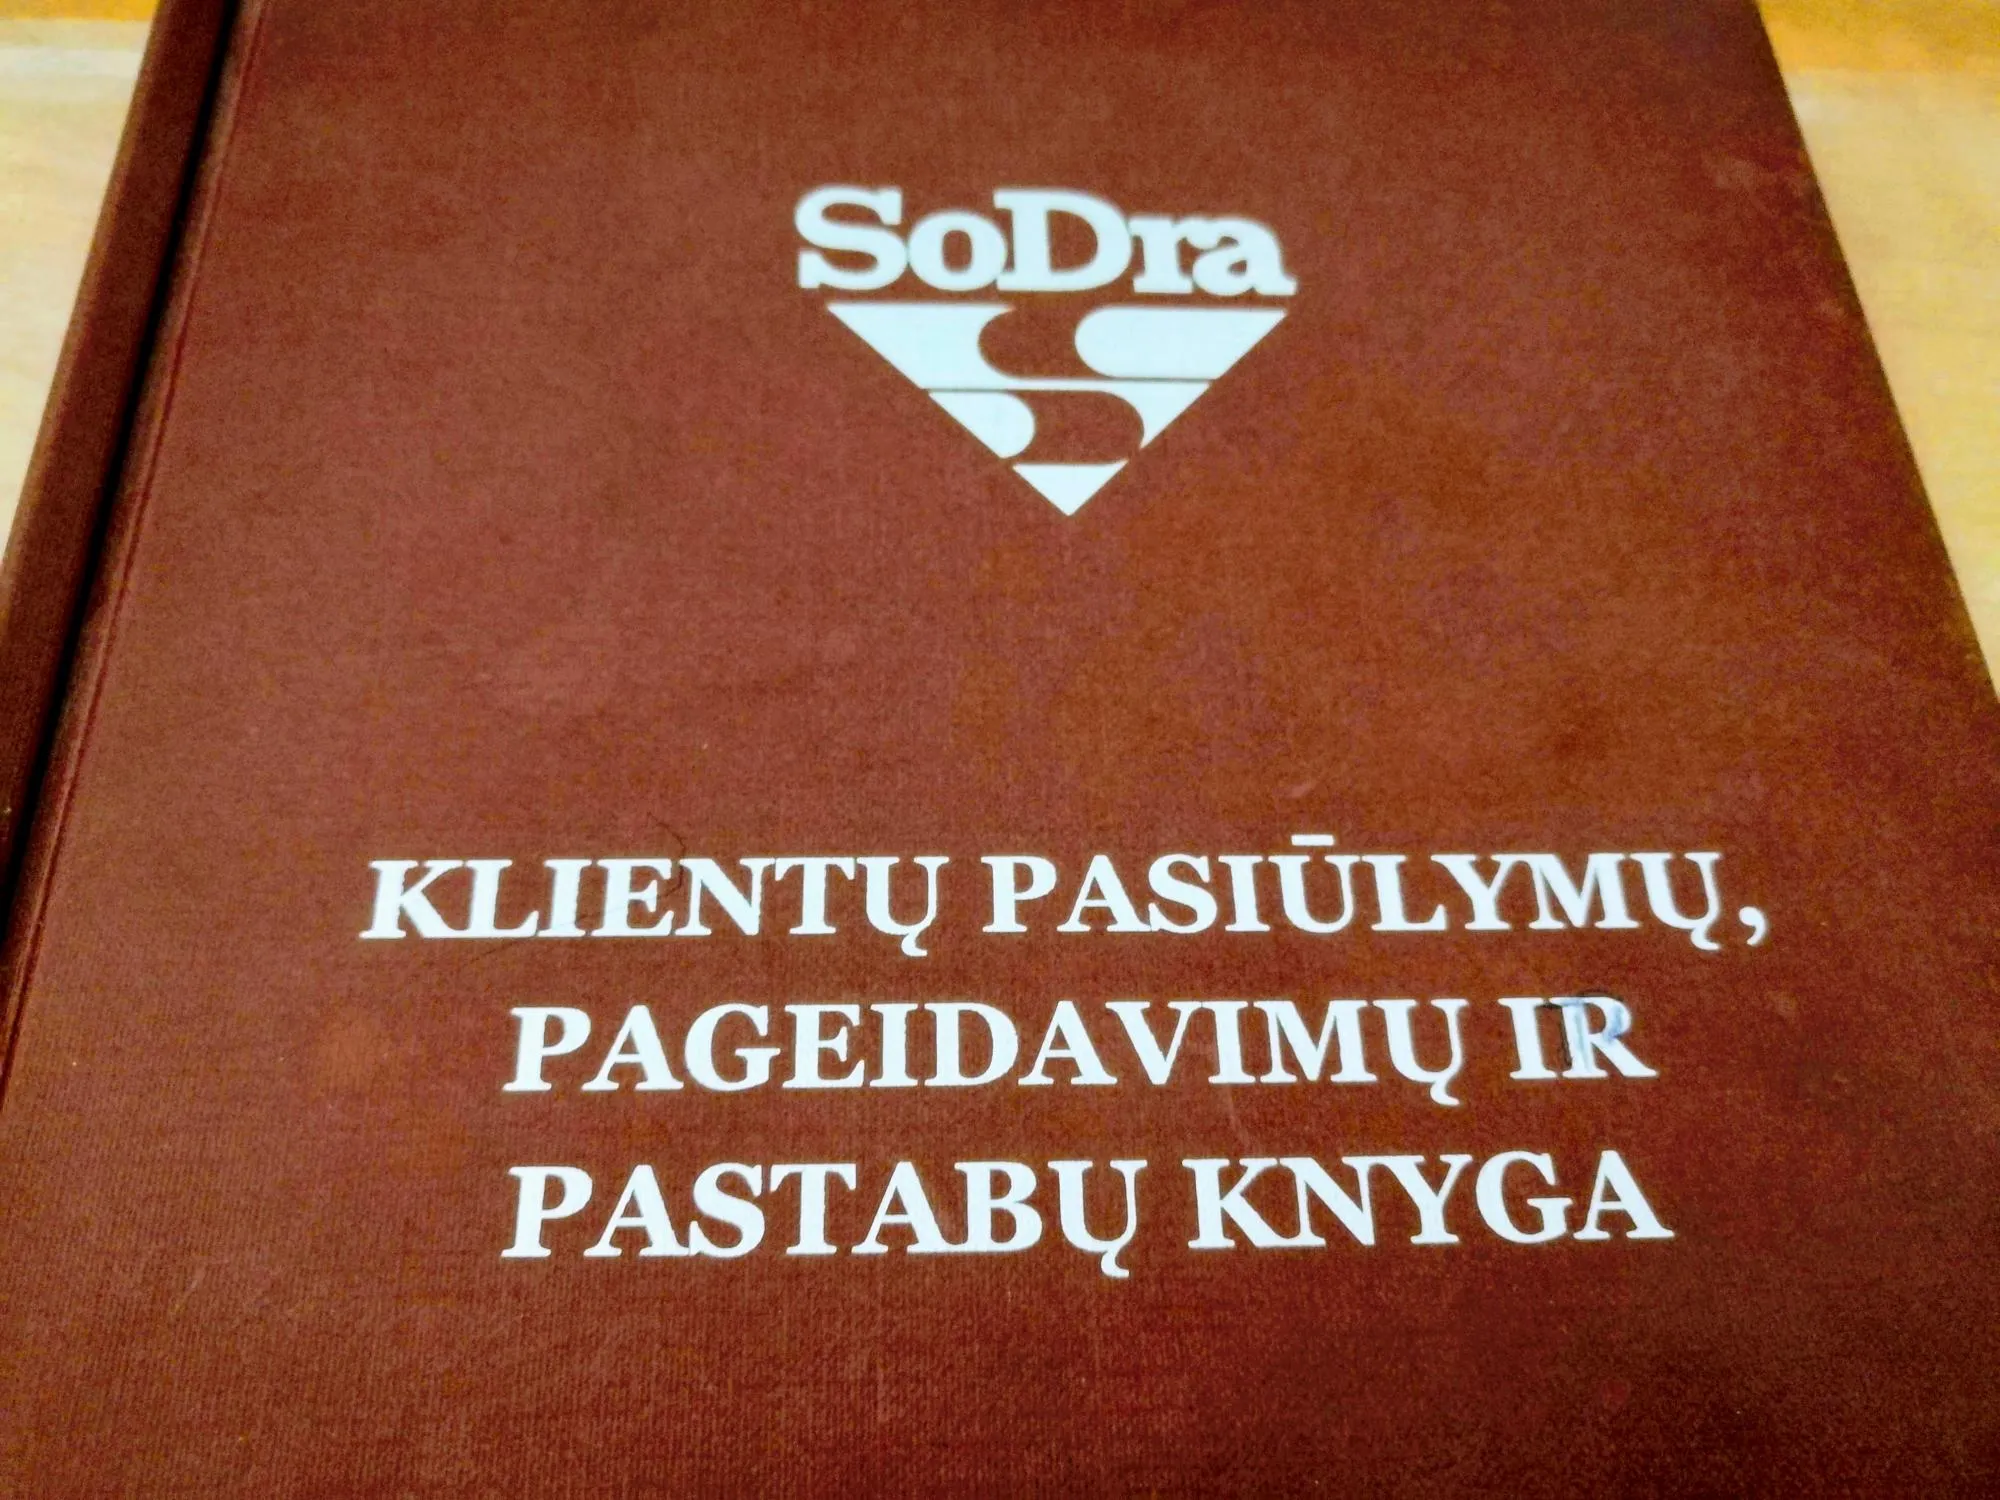 SoDra
KLIENTŲ PASIŪLYMŲ,
PAGEIDAVIMŲ IR
PASTABŲ KNYGA